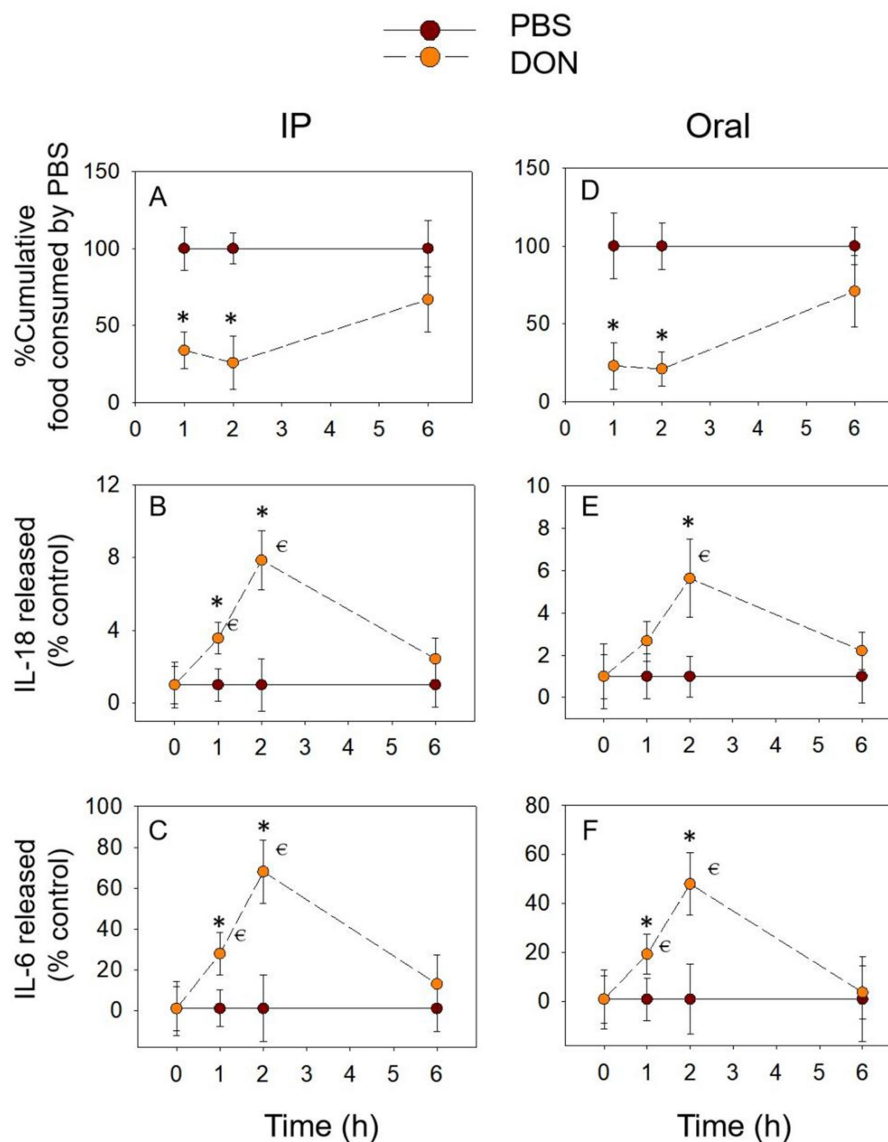 PBS
DON
IP
Oral
%Cumulative
food consumed by PBS
A
*
*
150
100
50
0
0 1 2 3 4 5 6
D
*
*
150
100
50
0
0 1 2 3 4 5 6
IL-18 released
(% control)
B
*
*
€
€
12
8
4
0
0 1 2 3 4 5 6
E
*
€
10
8
6
4
2
0
0 1 2 3 4 5 6
IL-6 released
(% control)
C
*
*
€
€
100
80
60
40
20
0
0 1 2 3 4 5 6
F
*
*
€
€
80
60
40
20
0
0 1 2 3 4 5 6
Time (h)
Time (h)